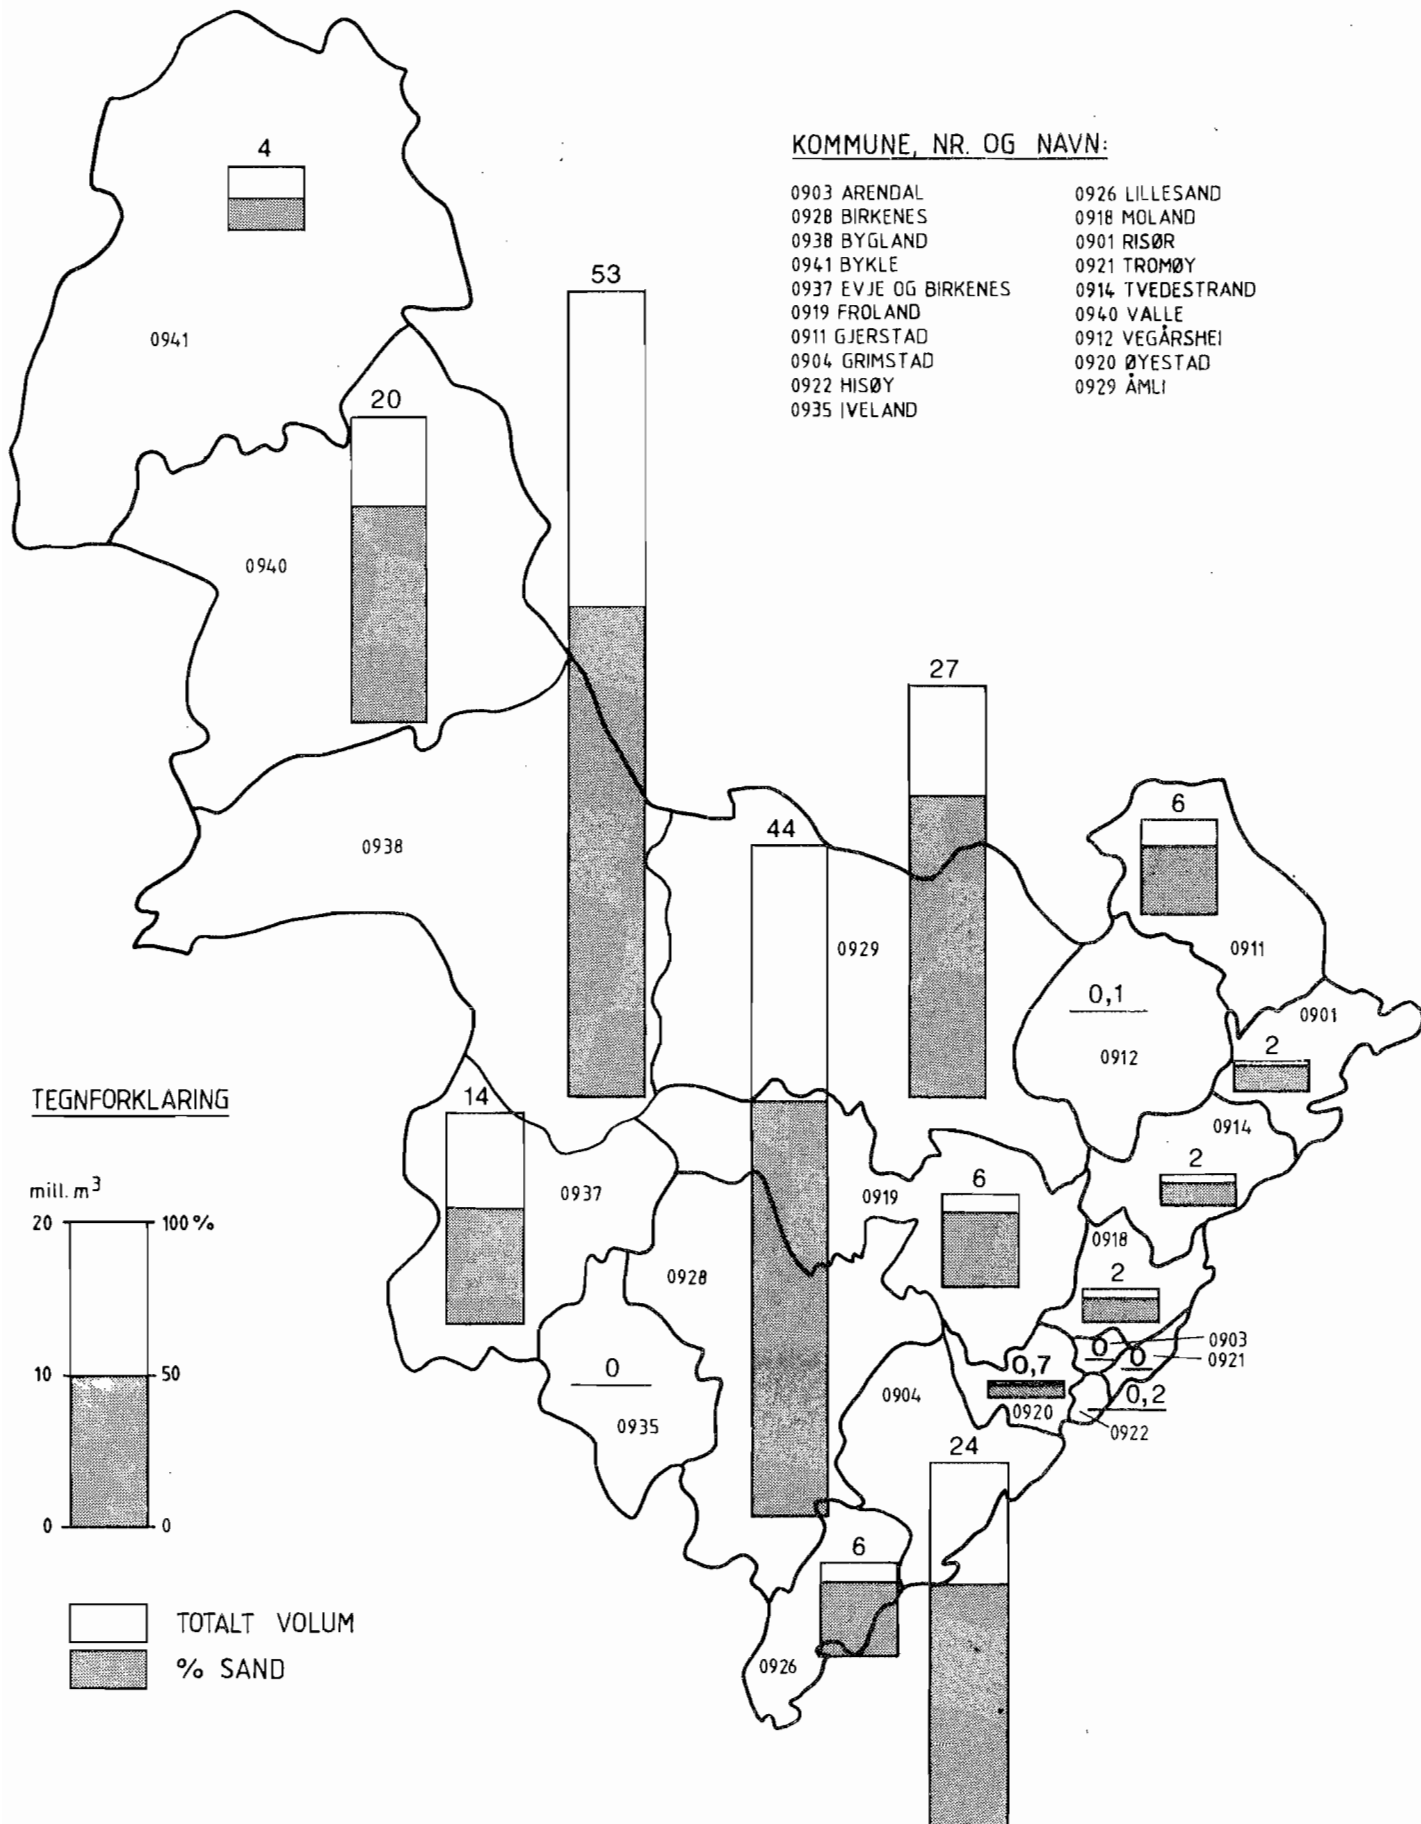 KOMMUNE, NR. OG NAVN:
0903 ARENDAL
0928 BIRKENES
0938 BYGLAND
0941 BYKLE
0937 EVJE OG BIRKENES
0919 FROLAND
0911 GJERSTAD
0904 GRIMSTAD
0922 HISØY
0935 IVELAND
0926 LILLESAND
0918 MOLAND
0901 RISØR
0921 TROMØY
0914 TVEDESTRAND
0940 VALLE
0912 VEGÅRSHEI
0920 ØYESTAD
0929 ÅMLI
4
0941
53
20
0940
27
6
44
0938
0929
0911
0,1
0901
0912
2
14
0914
2
0937
0919
6
0918
0928
2
0903
0
0
0921
0
0,7
0904
0,2
0935
0920
0922
24
6
0926
TEGNFORKLARING
mill. m³
20 100 %
10 50
0 0
TOTALT VOLUM
% SAND